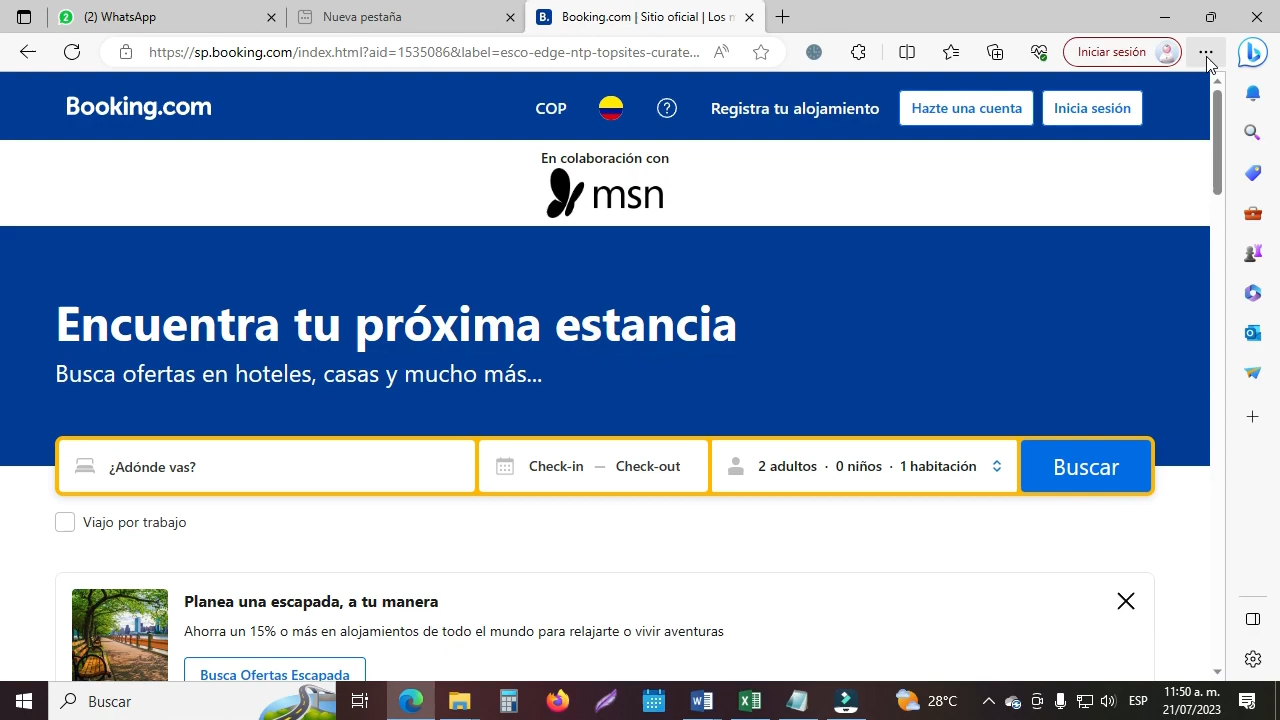 (2) WhatsApp
Nueva pestaña
Booking.com | Sitio oficial | Los
https://sp.booking.com/index.html?aid=1535086&label=esco-edge-ntp-topsites-curate...
Iniciar sesión
Booking.com
COP
Registra tu alojamiento
Hazte una cuenta
Inicia sesión
En colaboración con
msn
Encuentra tu próxima estancia
Busca ofertas en hoteles, casas y mucho más...
¿Adónde vas?
Check-in — Check-out
2 adultos · 0 niños · 1 habitación
Buscar
Viajo por trabajo
Planea una escapada, a tu manera
Ahorra un 15% o más en alojamientos de todo el mundo para relajarte o vivir aventuras
Busca Ofertas Escapada
Buscar
28°C
ESP
11:50 a. m.
21/07/2023